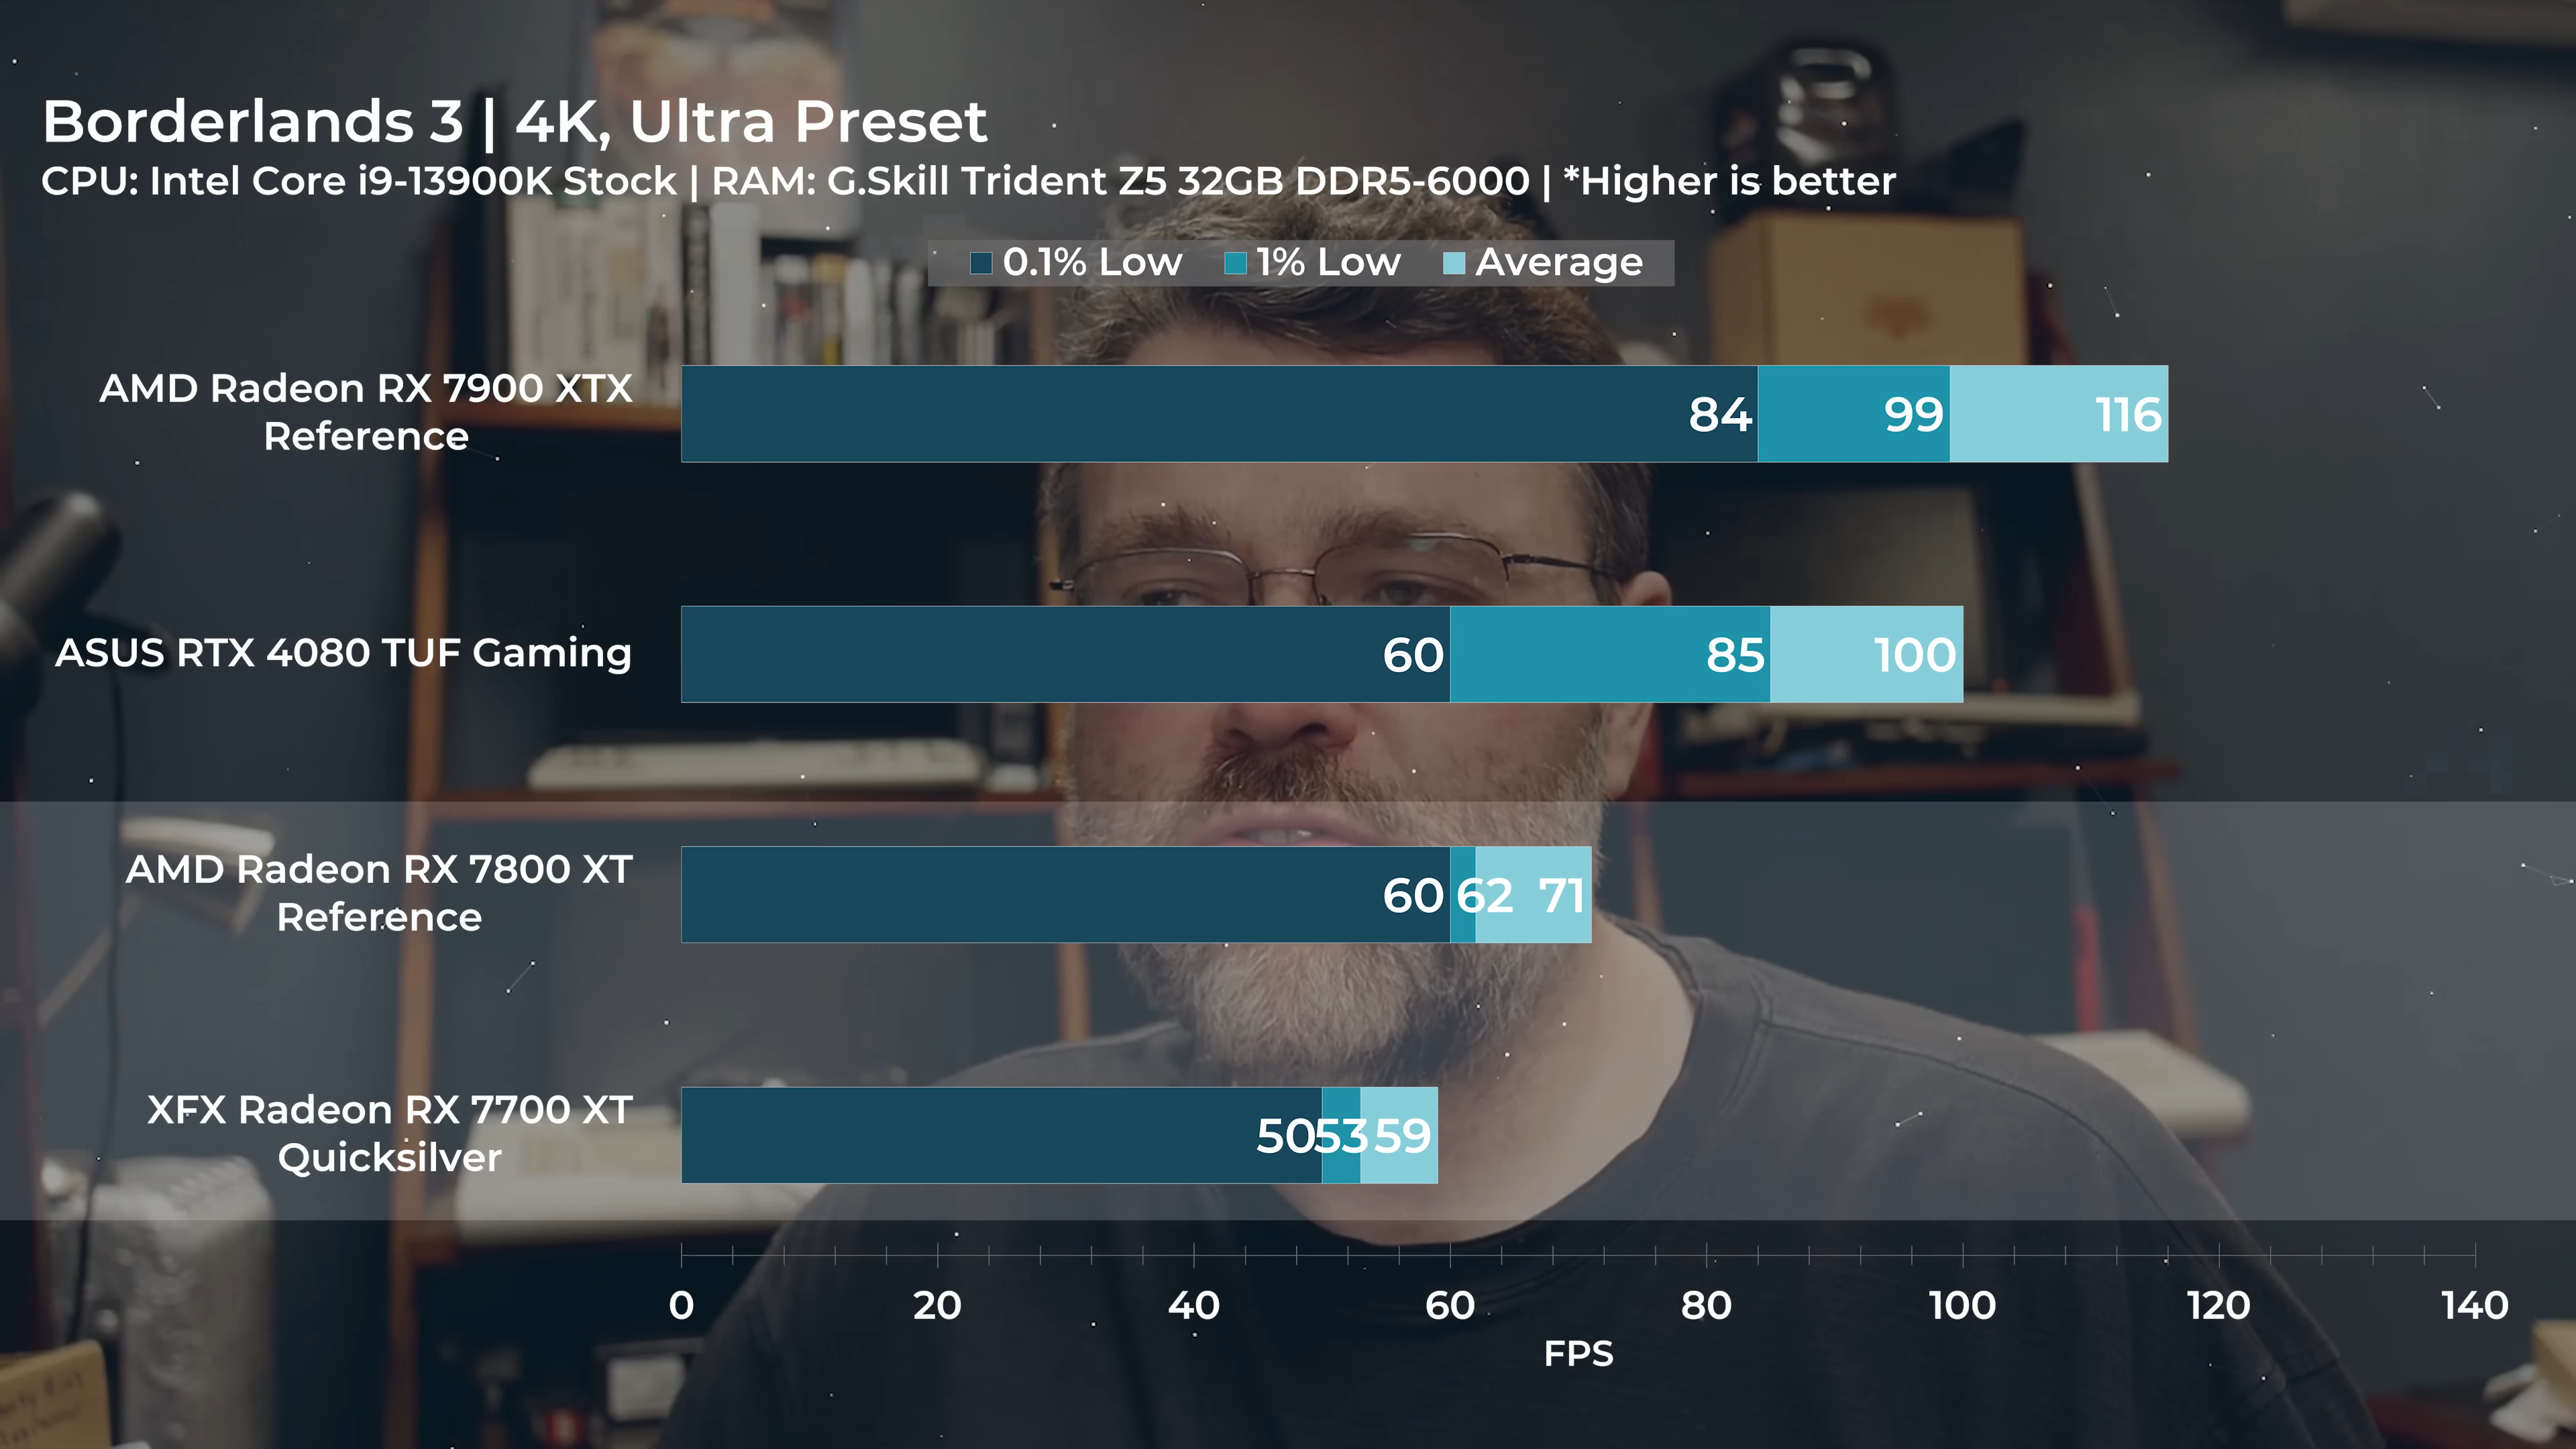 Borderlands 3 | 4K, Ultra Preset
CPU: Intel Core i9-13900K Stock | RAM: G.Skill Trident Z5 32GB DDR5-6000 | *Higher is better
0.1% Low 1% Low Average
AMD Radeon RX 7900 XTX
Reference
84 99 116
ASUS RTX 4080 TUF Gaming
60 85 100
AMD Radeon RX 7800 XT
Reference
60 62 71
XFX Radeon RX 7700 XT
Quicksilver
50 53 59
0 20 40 60 80 100 120 140
FPS